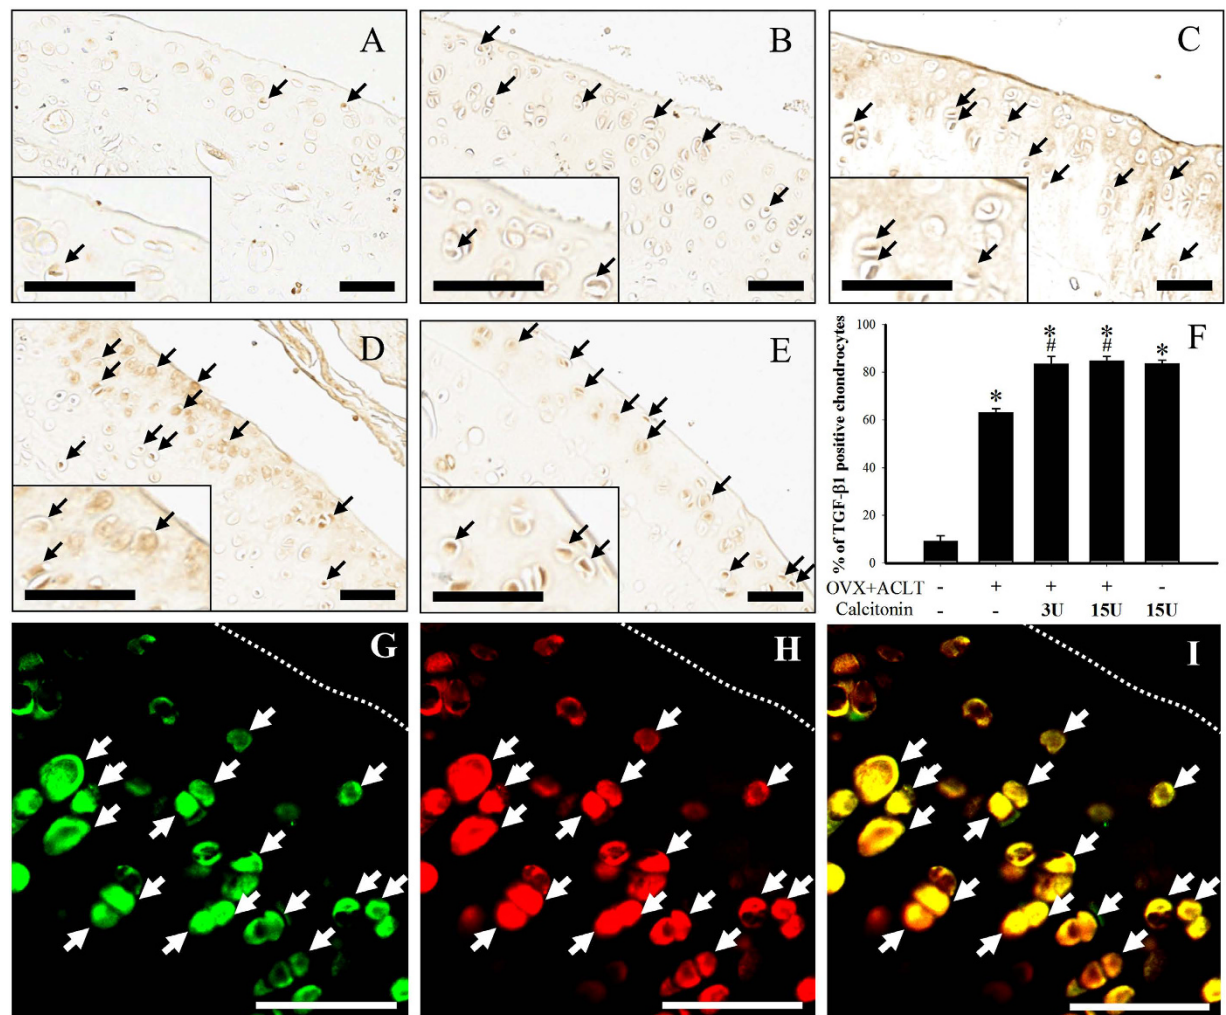 A
B
C
D
E
F
% of TGF-β1 positive chondrocytes
100
80
60
40
20
0
*
*
#
*
#
*
OVX+ACLT - + + + -
Calcitonin - - 3U 15U 15U
G
H
I